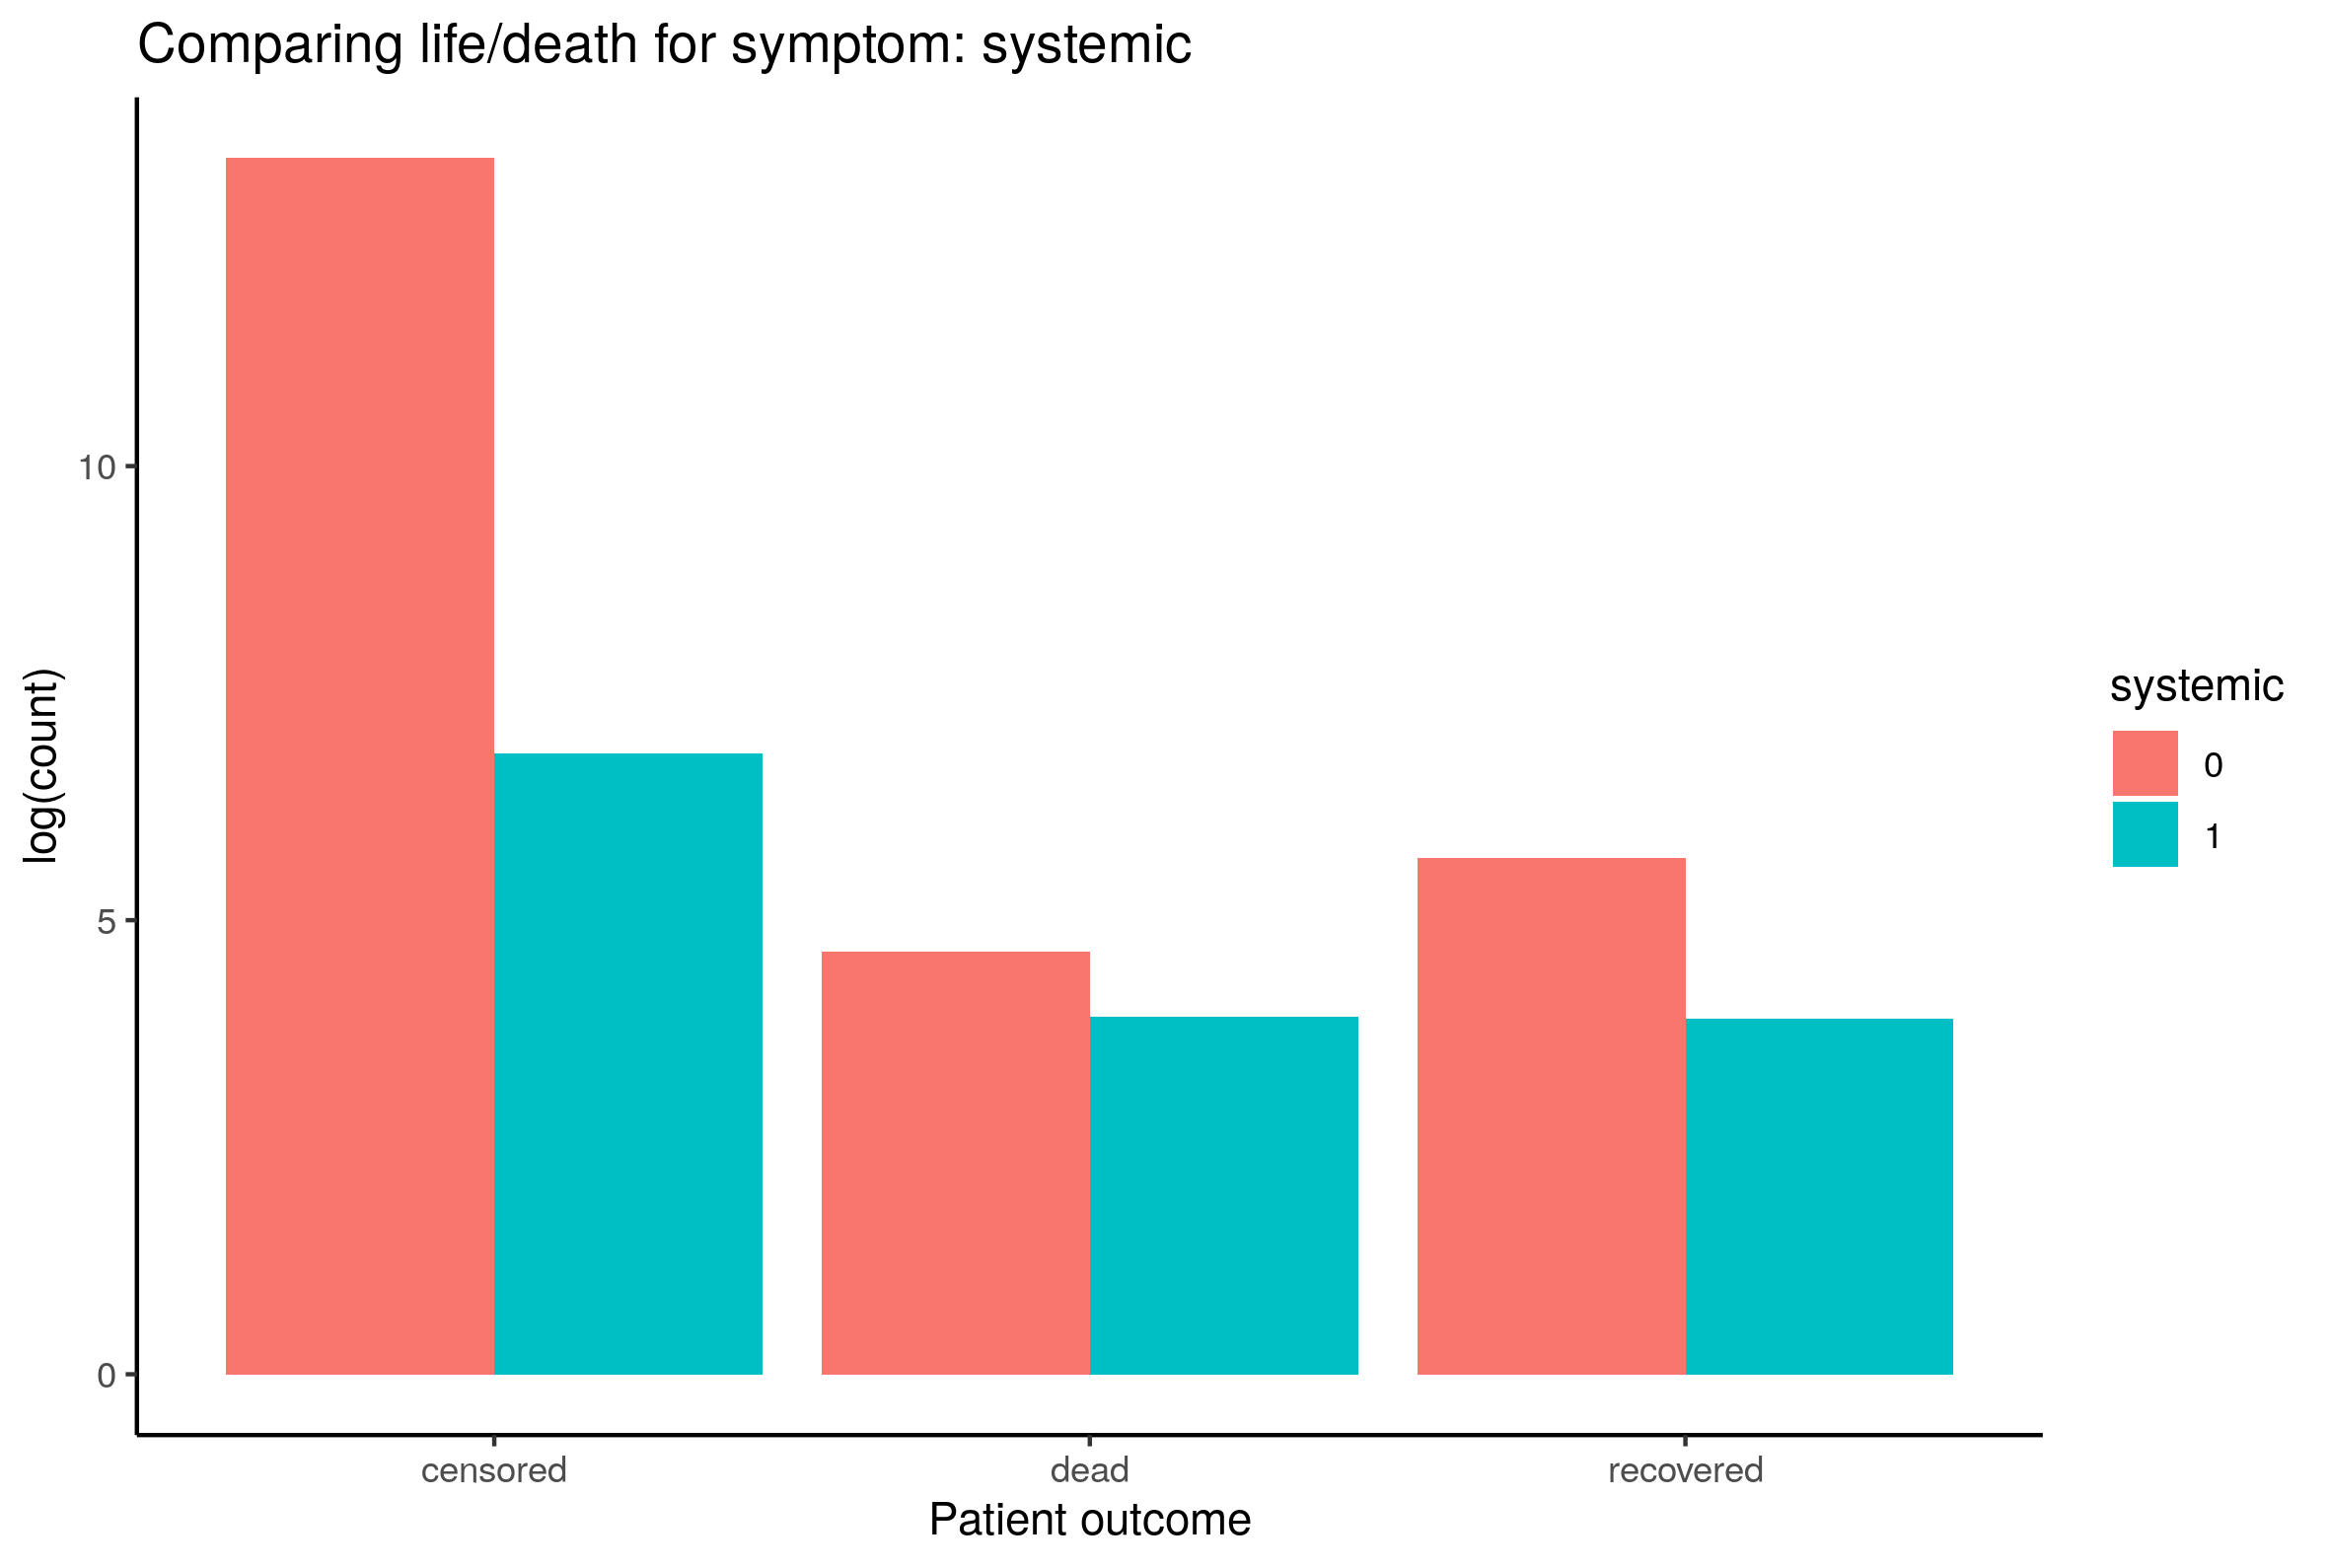 Comparing life/death for symptom: systemic
log(count)
10
5
0
censored
dead
recovered
Patient outcome
systemic
0
1